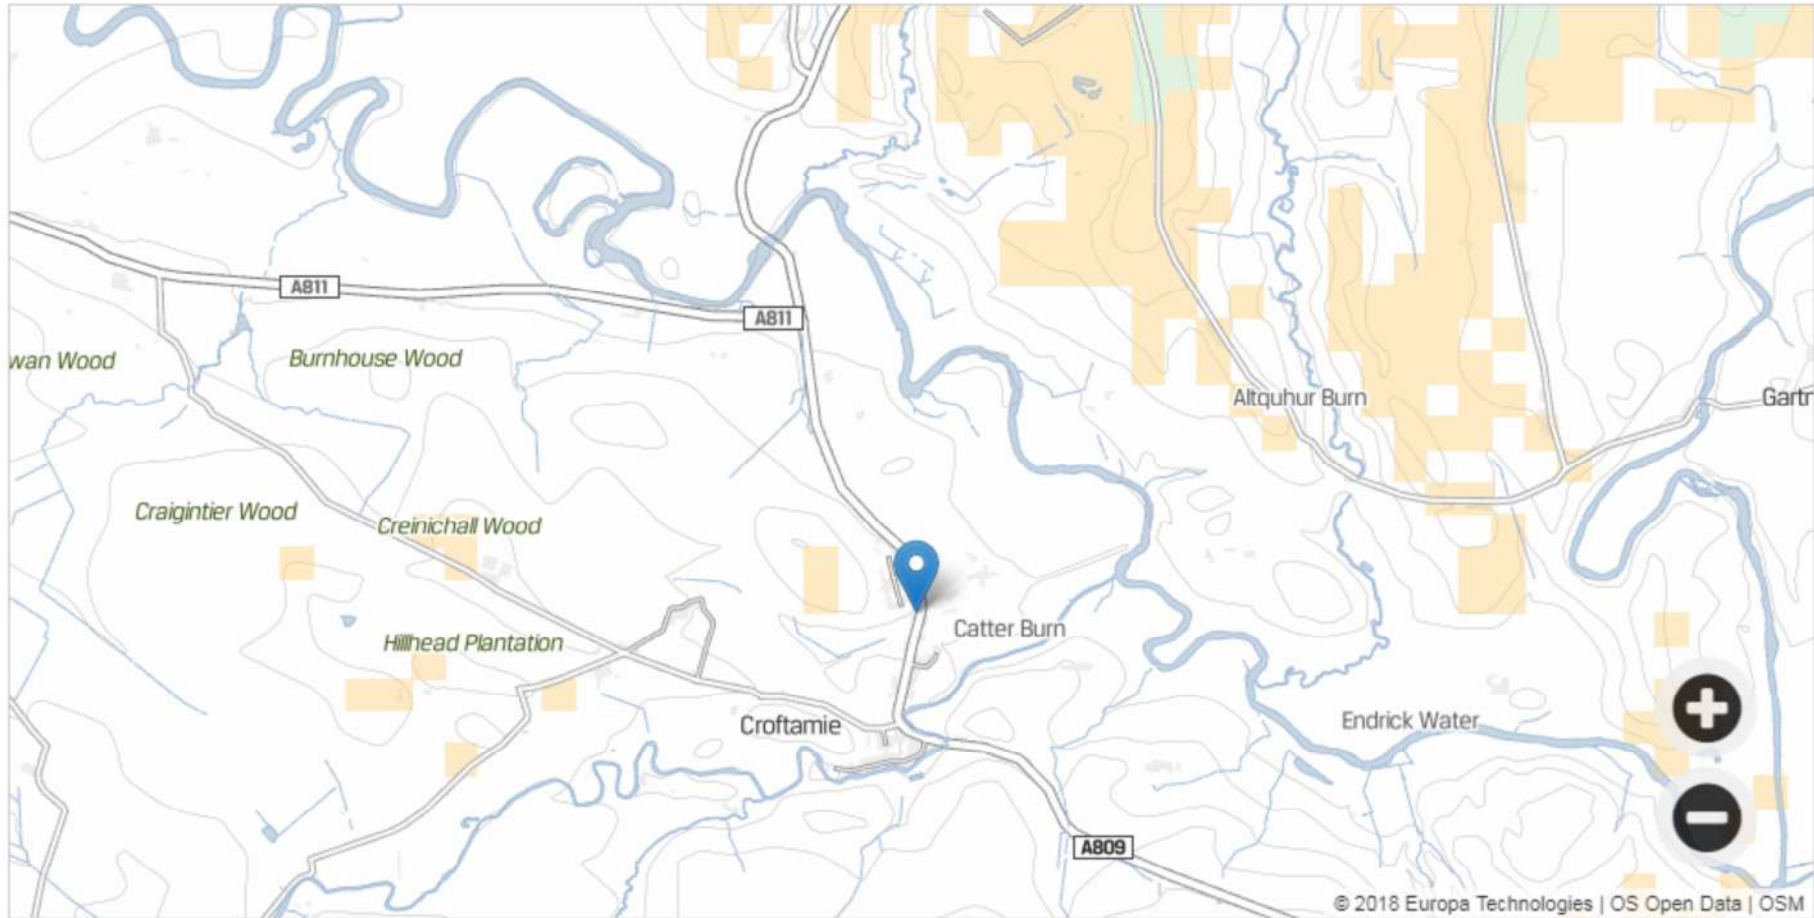 A811
A811
wan Wood
Burnhouse Wood
Altquhur Burn
Gartr
Craigintier Wood
Creinichall Wood
Catter Burn
Hillhead Plantation
Endrick Water
Croftamie
A809
© 2018 Europa Technologies | OS Open Data | OSM